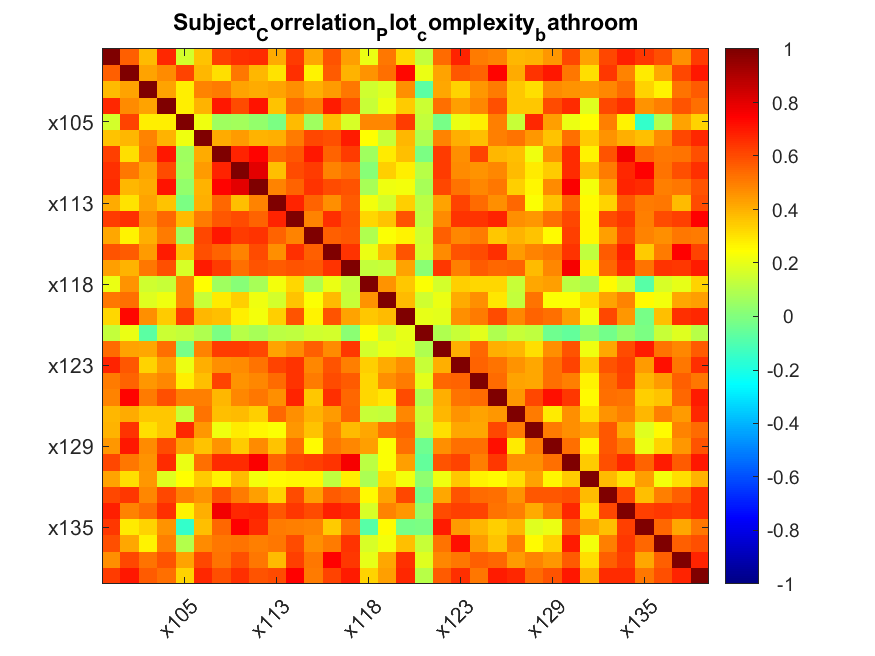 Subject_Correlation_Plot_complexity_bathroom
x105
x113
x118
x123
x129
x135
x105
x113
x118
x123
x129
x135
1
0.8
0.6
0.4
0.2
0
-0.2
-0.4
-0.6
-0.8
-1